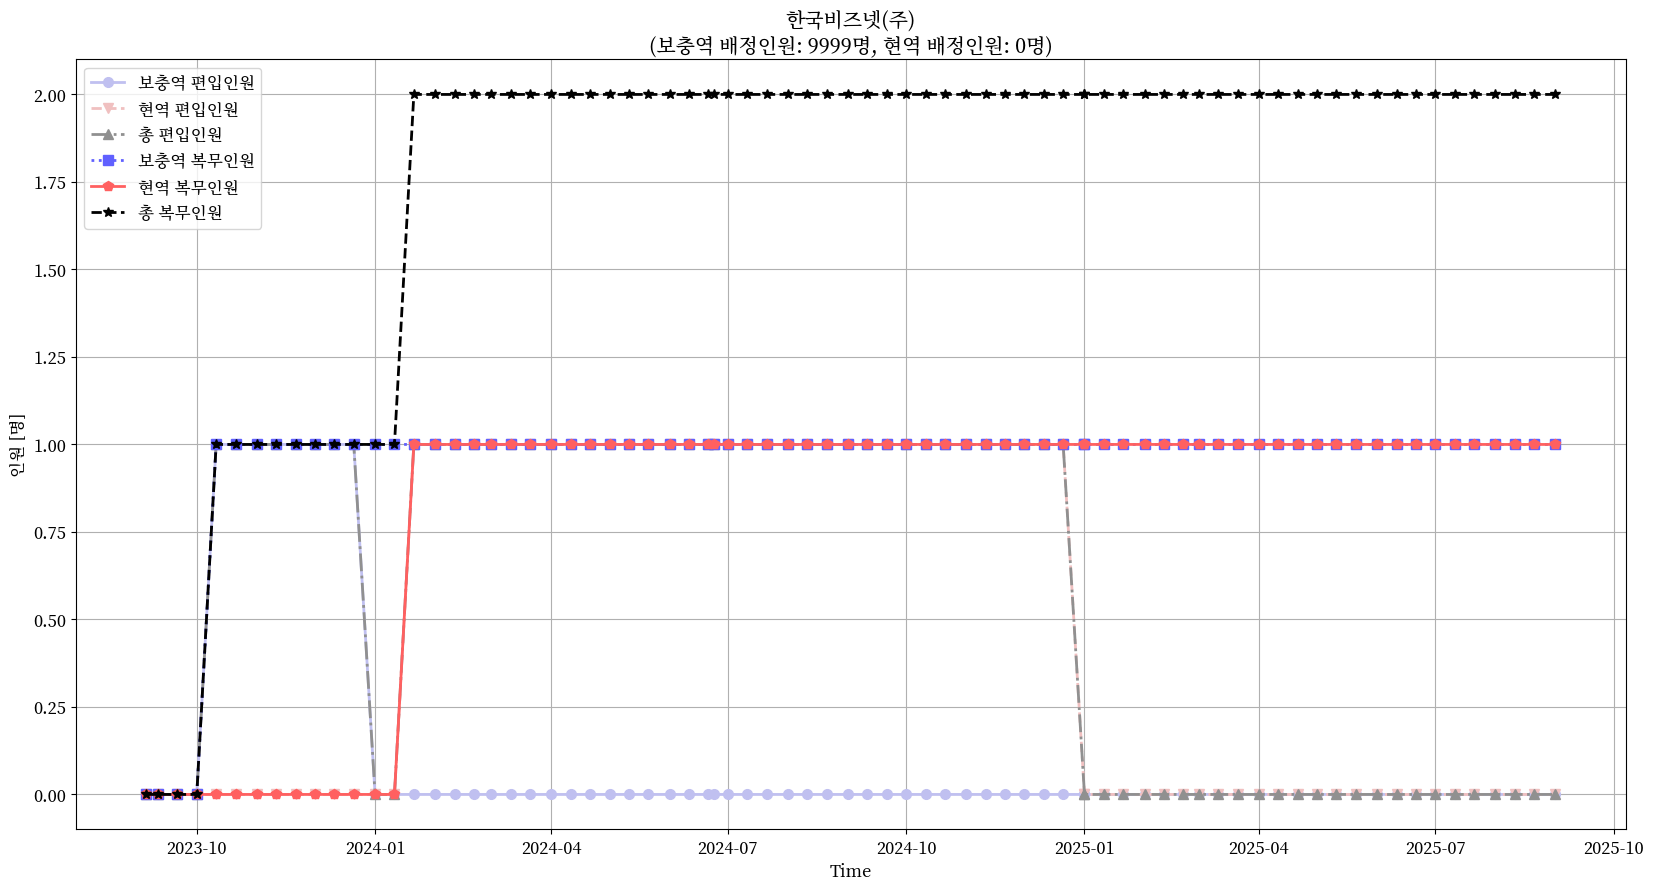 한국비즈넷(주)
(보충역 배정인원: 9999명, 현역 배정인원: 0명)
보충역 편입인원
현역 편입인원
총 편입인원
보충역 복무인원
현역 복무인원
총 복무인원
2.00
1.75
1.50
1.25
1.00
0.75
0.50
0.25
0.00
인원 [명]
2023-10
2024-01
2024-04
2024-07
2024-10
2025-01
2025-04
2025-07
2025-10
Time